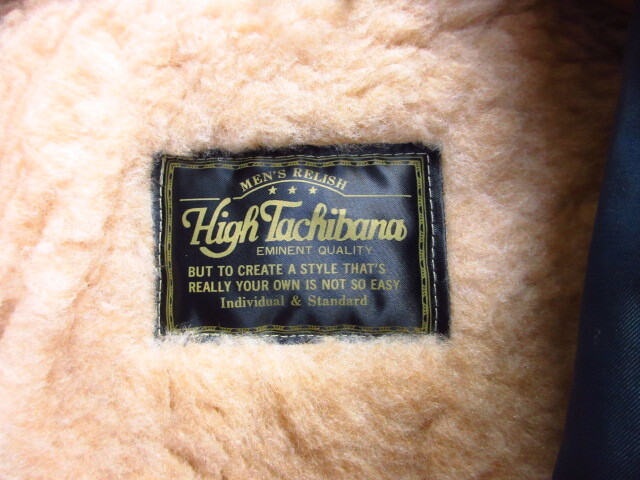 MEN'S RELISH
High Tachibana
EMINENT QUALITY
BUT TO CREATE A STYLE THAT'S
REALLY YOUR OWN IS NOT SO EASY
Individual & Standard